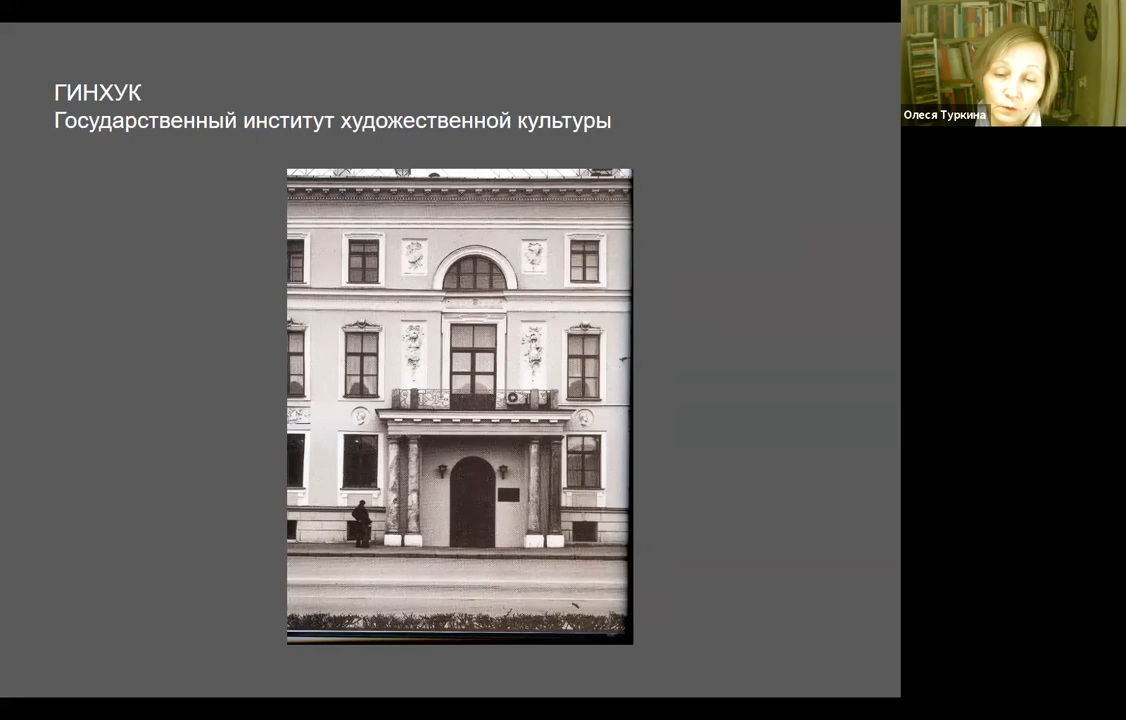 ГИНХУК
Государственный институт художественной культуры
Олеся Туркина